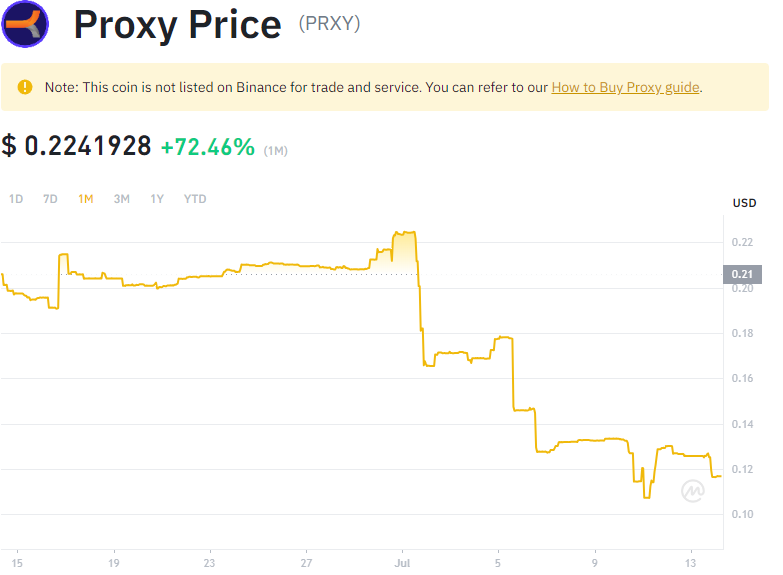 Proxy Price (PRXY)
Note: This coin is not listed on Binance for trade and service. You can refer to our How to Buy Proxy guide.
$ 0.2241928 +72.46% (1M)
1D 7D 1M 3M 1Y YTD
USD
0.22
0.21
0.20
0.18
0.16
0.14
0.12
0.10
15 19 23 27 Jul 5 9 13